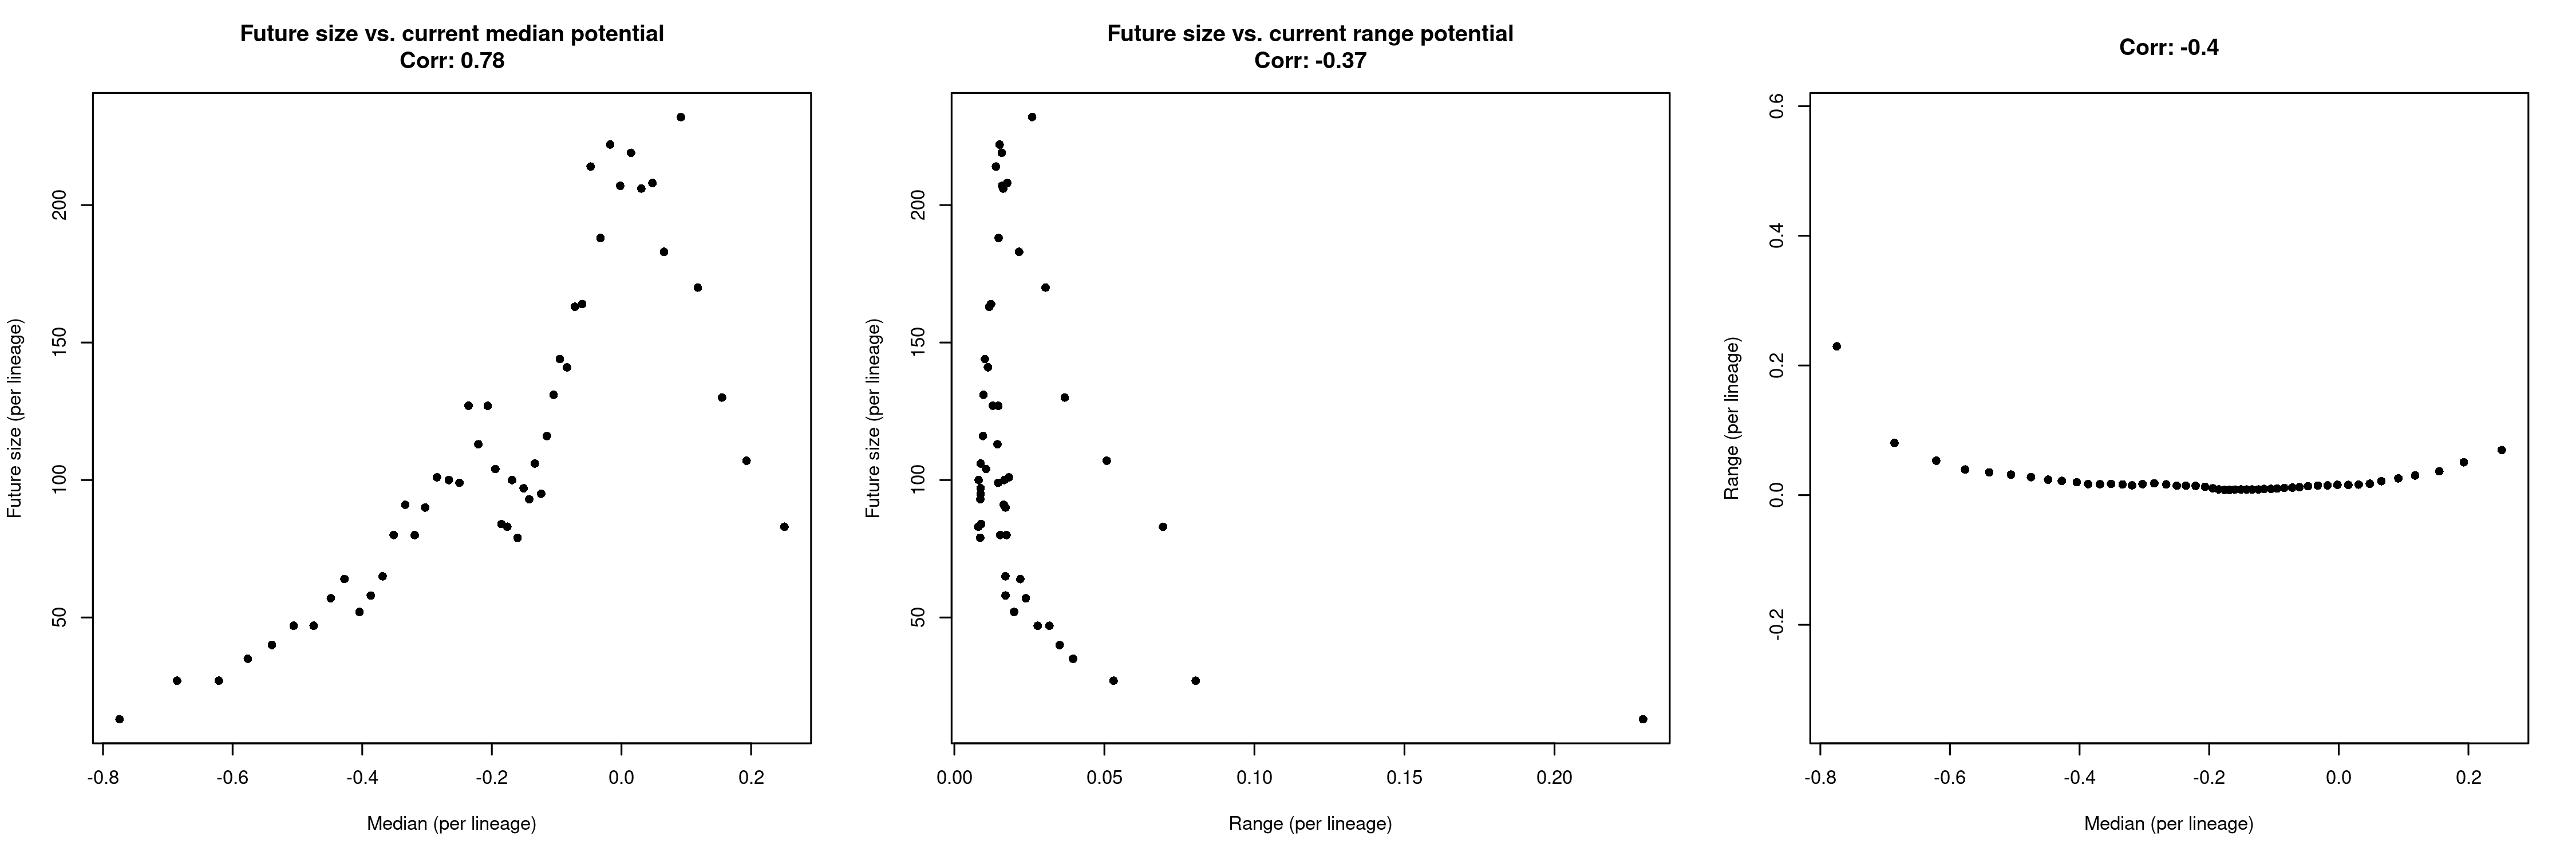 Future size vs. current median potential
Corr: 0.78
Future size (per lineage)
200
150
100
50
-0.8 -0.6 -0.4 -0.2 0.0 0.2
Median (per lineage)
Future size vs. current range potential
Corr: -0.37
Future size (per lineage)
200
150
100
50
0.00 0.05 0.10 0.15 0.20
Range (per lineage)
Corr: -0.4
Range (per lineage)
0.6
0.4
0.2
0.0
-0.2
-0.8 -0.6 -0.4 -0.2 0.0 0.2
Median (per lineage)